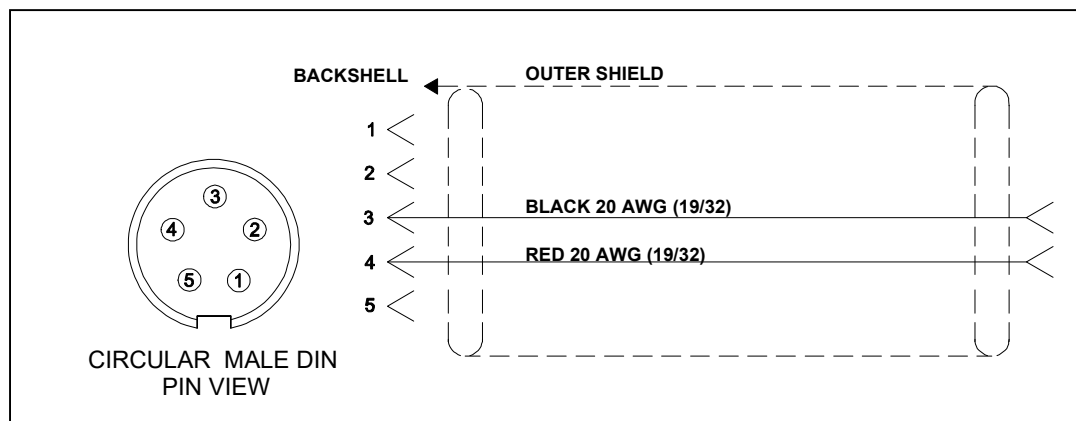 BACKSHELL
OUTER SHIELD
1
2
3
BLACK 20 AWG (19/32)
4
RED 20 AWG (19/32)
5
3
4
2
5
1
CIRCULAR MALE DIN
PIN VIEW